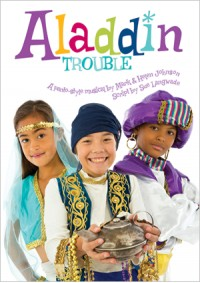 Aladdin
TROUBLE
A panto-style musical by Mark & Helen Johnson
Script by Sue Langwade